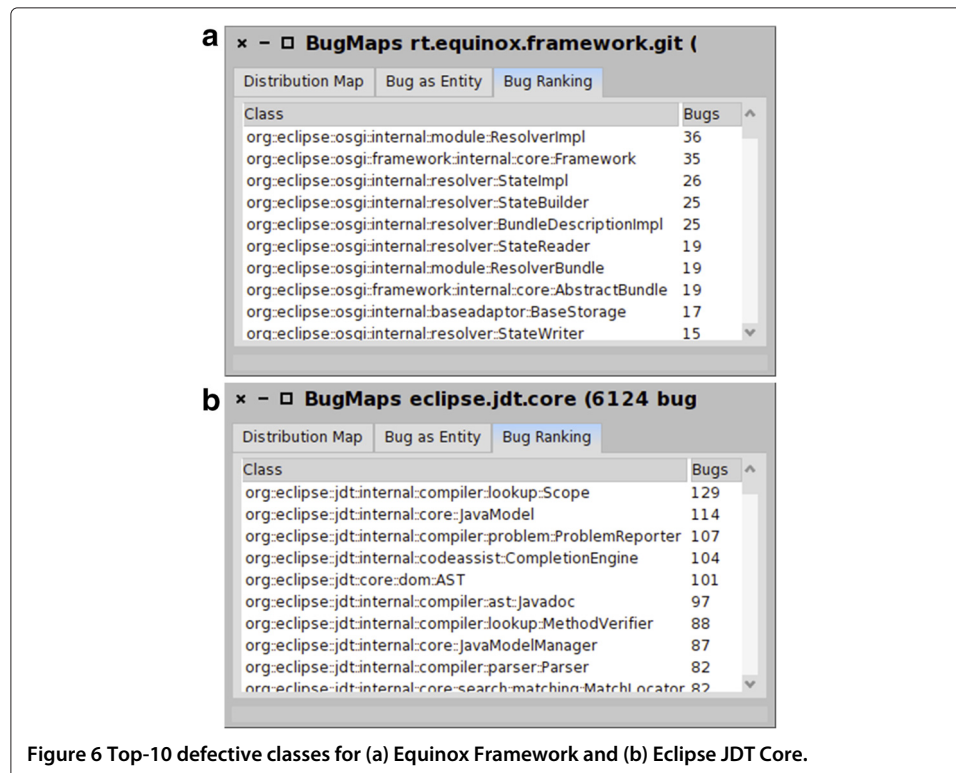 a
× – □ BugMaps rt.equinox.framework.git (
Distribution Map Bug as Entity Bug Ranking
Class Bugs
org::eclipse::osgi::internal::module::ResolverImpl 36
org::eclipse::osgi::framework::internal::core::Framework 35
org::eclipse::osgi::internal::resolver::StateImpl 26
org::eclipse::osgi::internal::resolver::StateBuilder 25
org::eclipse::osgi::internal::resolver::BundleDescriptionImpl 25
org::eclipse::osgi::internal::resolver::StateReader 19
org::eclipse::osgi::internal::module::ResolverBundle 19
org::eclipse::osgi::framework::internal::core::AbstractBundle 19
org::eclipse::osgi::internal::baseadaptor::BaseStorage 17
org::eclipse::osgi::internal::resolver::StateWriter 15
b
× – □ BugMaps eclipse.jdt.core (6124 bug
Distribution Map Bug as Entity Bug Ranking
Class Bugs
org::eclipse::jdt::internal::compiler::lookup::Scope 129
org::eclipse::jdt::internal::core::JavaModel 114
org::eclipse::jdt::internal::compiler::problem::ProblemReporter 107
org::eclipse::jdt::internal::codeassist::CompletionEngine 104
org::eclipse::jdt::core::dom::AST 101
org::eclipse::jdt::internal::compiler::ast::Javadoc 97
org::eclipse::jdt::internal::compiler::lookup::MethodVerifier 88
org::eclipse::jdt::internal::core::JavaModelManager 87
org::eclipse::jdt::internal::compiler::parser::Parser 82
org::eclipse::jdt::internal::core::search::matching::MatchLocator 82
Figure 6 Top-10 defective classes for (a) Equinox Framework and (b) Eclipse JDT Core.